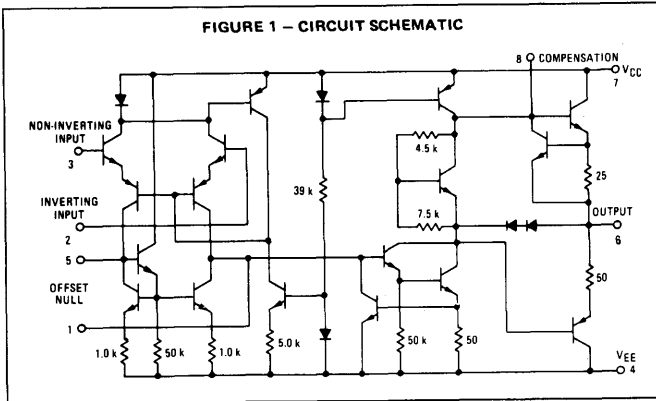 FIGURE 1 – CIRCUIT SCHEMATIC
8 COMPENSATION
VCC
7
NON-INVERTING
INPUT
3
4.5 k
25
39 k
INVERTING
INPUT
2
7.5 k
OUTPUT
6
5
OFFSET
NULL
50
1
1.0 k
50 k
1.0 k
5.0 k
50 k
50
VEE
4